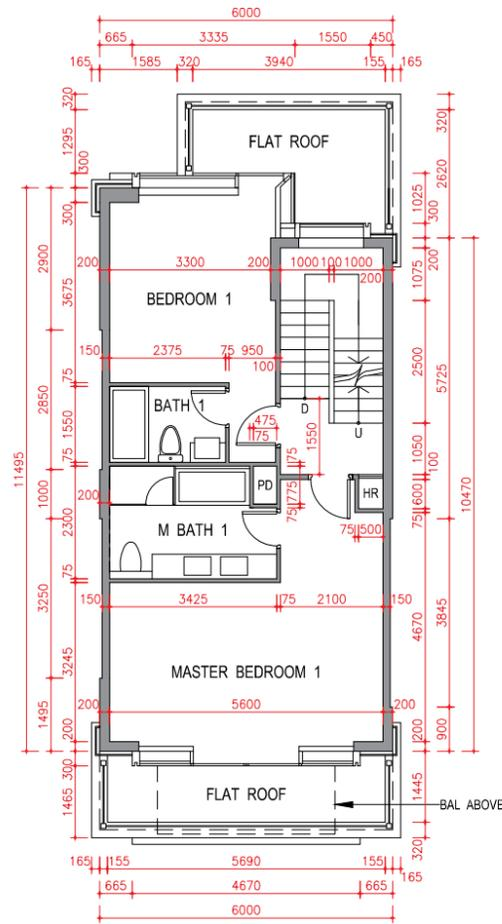 6000
665 3335 1550 450
165 1585 320 3940 155 165
320
1295
300
FLAT ROOF
320
2620
1025
300
300
200
200 3300 200 1000 100 1000
200
1075
2900
3675
BEDROOM 1
2500
5725
150 2375 75 950
100
75
BATH 1
475
75
D
U
1550
2850
1550
1050
100
11495
10470
75
75
PD
775
75
HR
600
75
75 500
1000
200
2300
M BATH 1
75
150 3425 75 2100 150
3250
3245
4670
3845
MASTER BEDROOM 1
200 5600 200
1495
200
200
900
300
1465
FLAT ROOF
BAL ABOVE
1445
320
165 155 5690 155 165
665 4670 665
6000